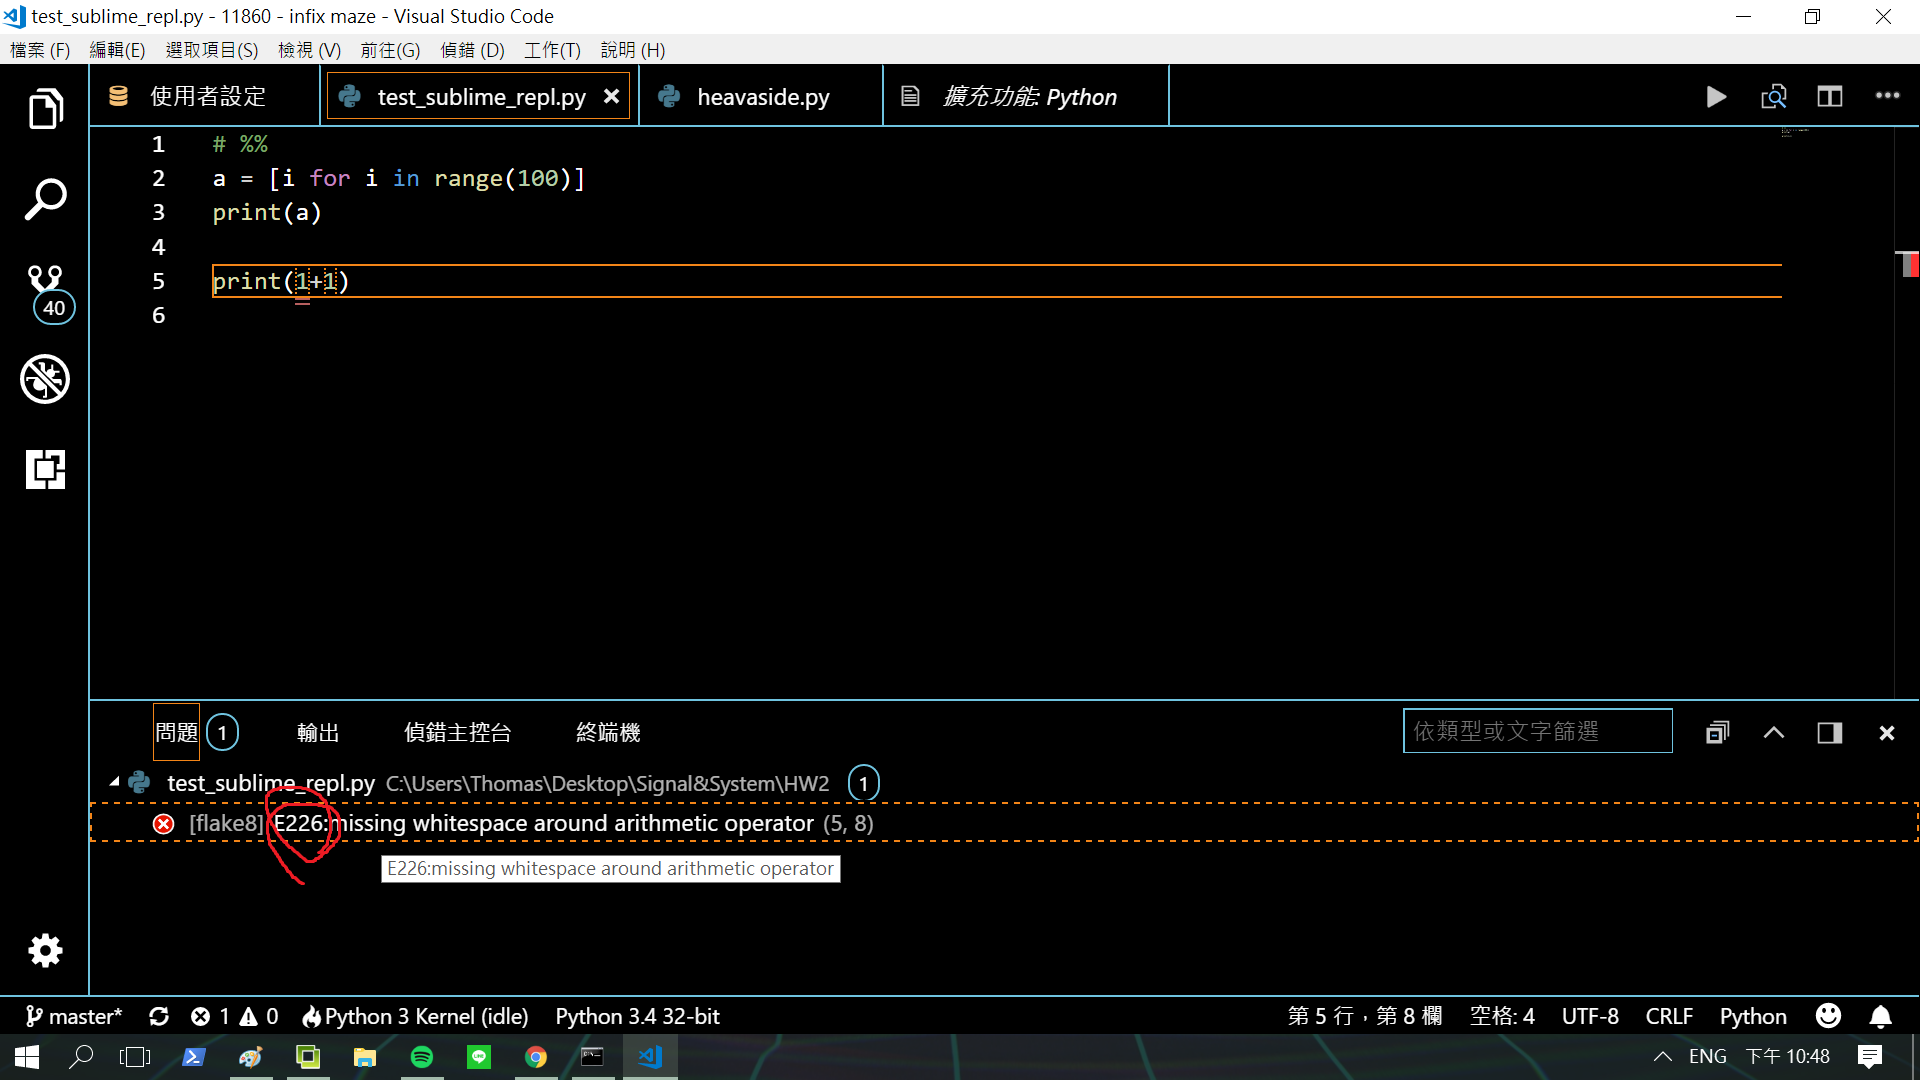 test_sublime_repl.py - 11860 - infix maze - Visual Studio Code
檔案 (F) 編輯(E) 選取項目(S) 檢視 (V) 前往(G) 偵錯 (D) 工作(T) 說明 (H)
使用者設定 test_sublime_repl.py heavaside.py 擴充功能: Python
1 # %%
2 a = [i for i in range(100)]
3 print(a)
4
5 print(1+1)
6
40
問題 1 輸出 偵錯主控台 終端機 依類型或文字篩選
test_sublime_repl.py C:\Users\Thomas\Desktop\Signal&System\HW2 1
[flake8] E226:missing whitespace around arithmetic operator (5, 8)
E226:missing whitespace around arithmetic operator
master* 1 0 Python 3 Kernel (idle) Python 3.4 32-bit 第 5 行，第 8 欄 空格: 4 UTF-8 CRLF Python
ENG 下午 10:48